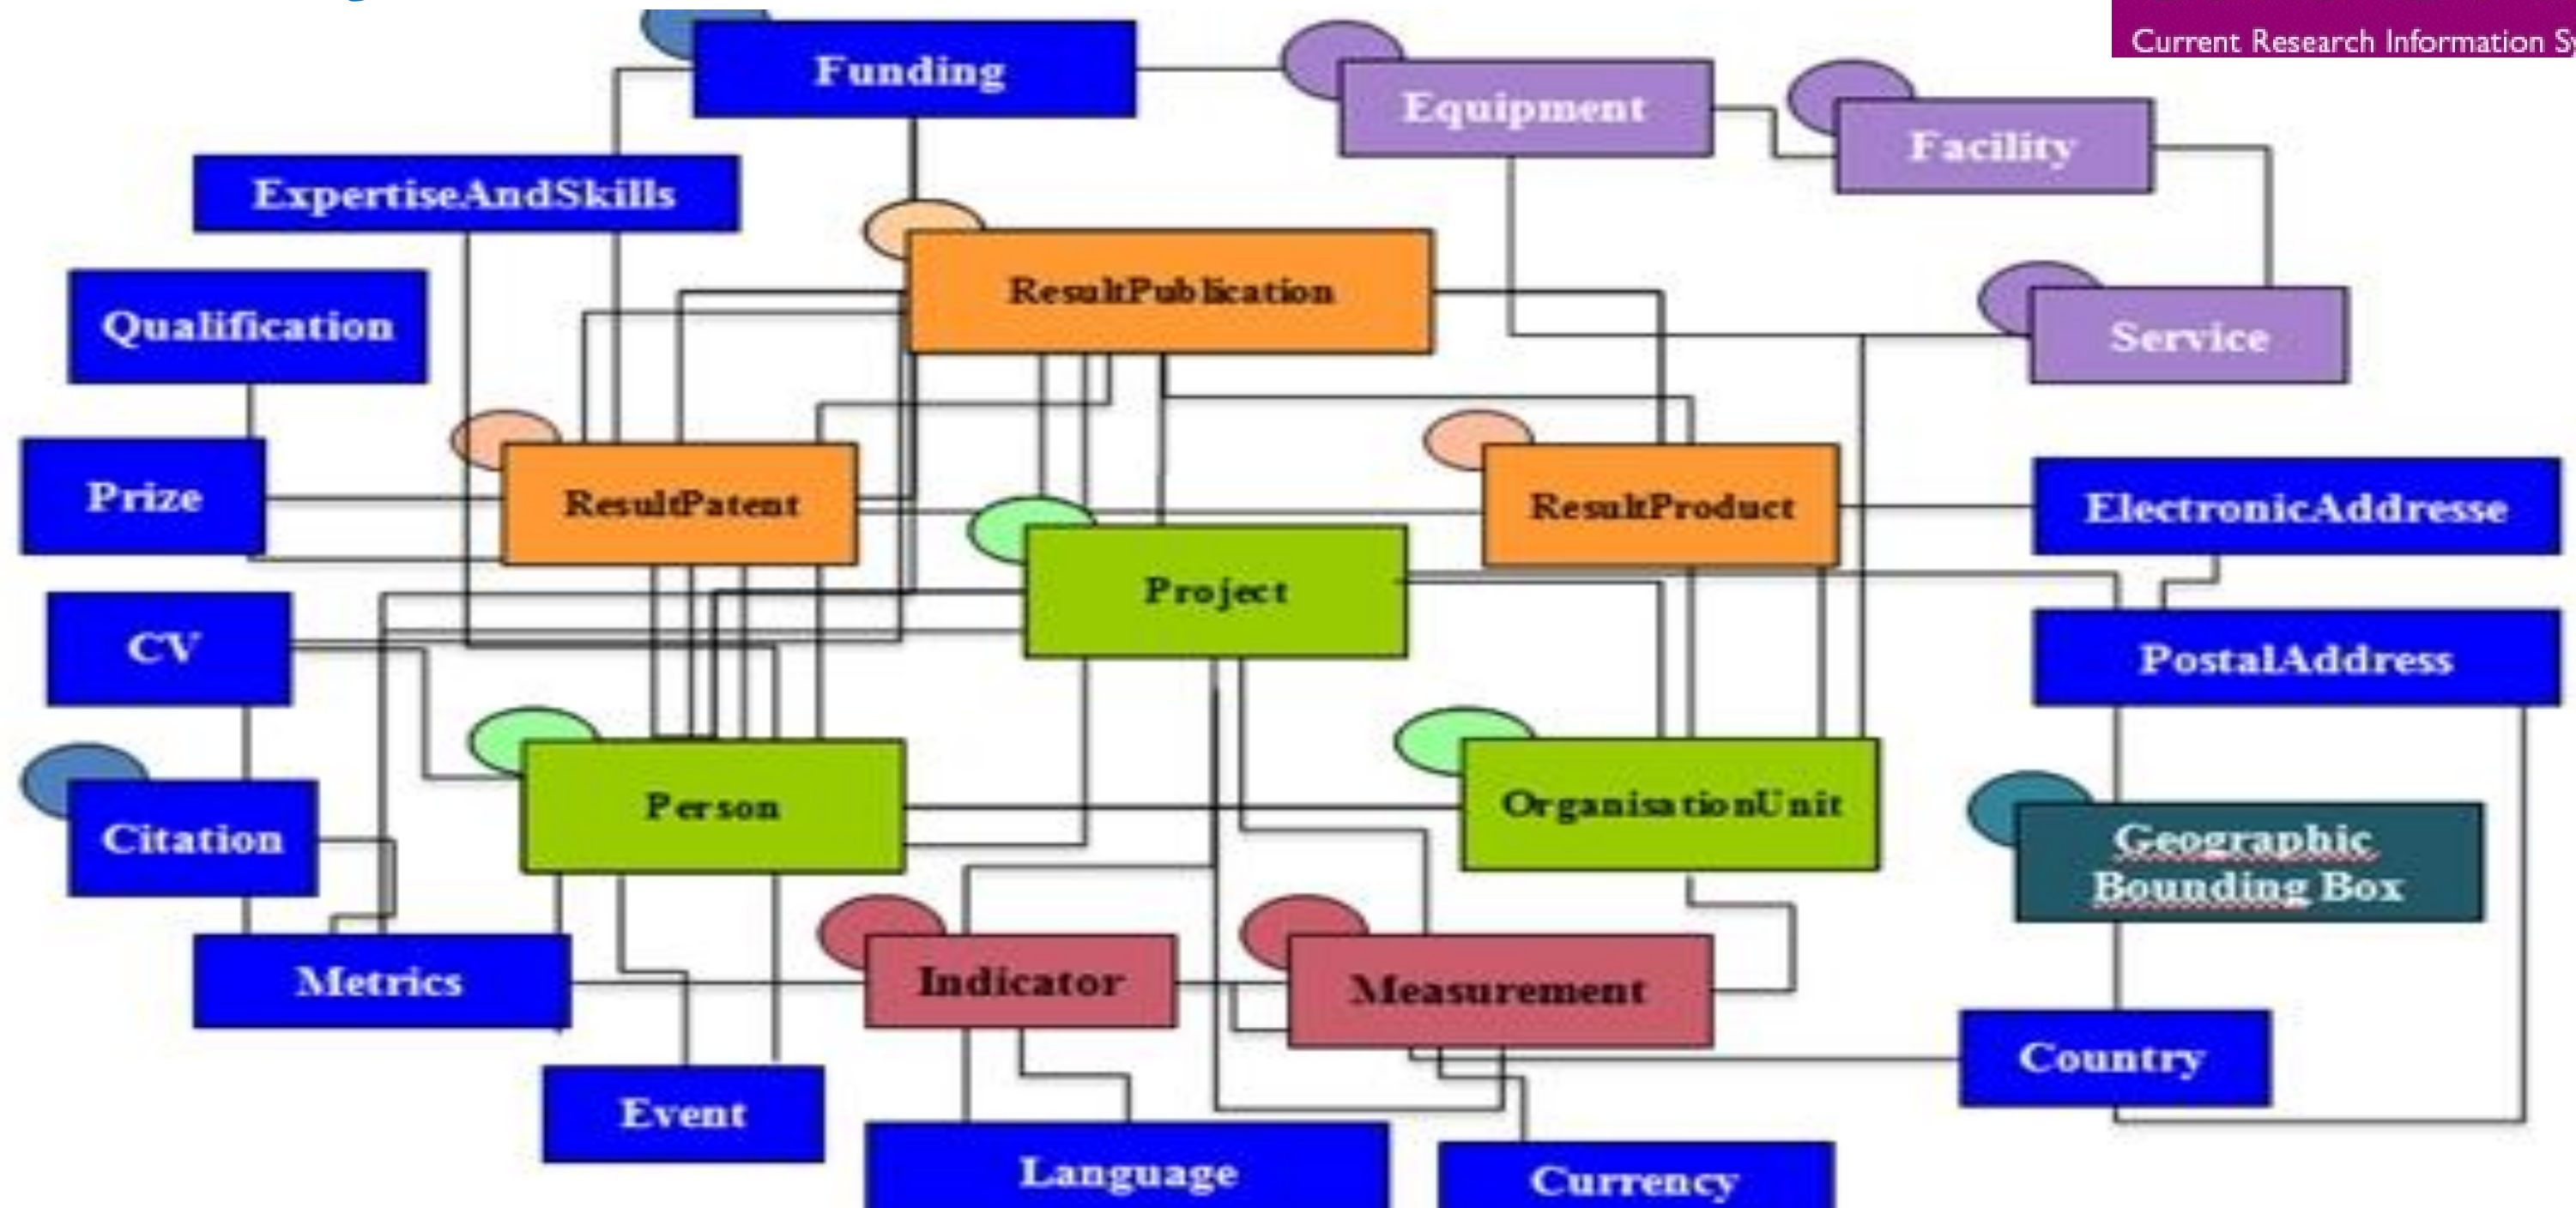 Current Research Information Sy
Funding
Equipment
Facility
ExpertiseAndSkills
ResultPublication
Qualification
Service
Prize
ResultPatent
ResultProduct
ElectronicAddresse
Project
CV
PostalAddress
Person
OrganisationUnit
Citation
Geographic
Bounding Box
Metrics
Indicator
Measurement
Country
Event
Language
Currency